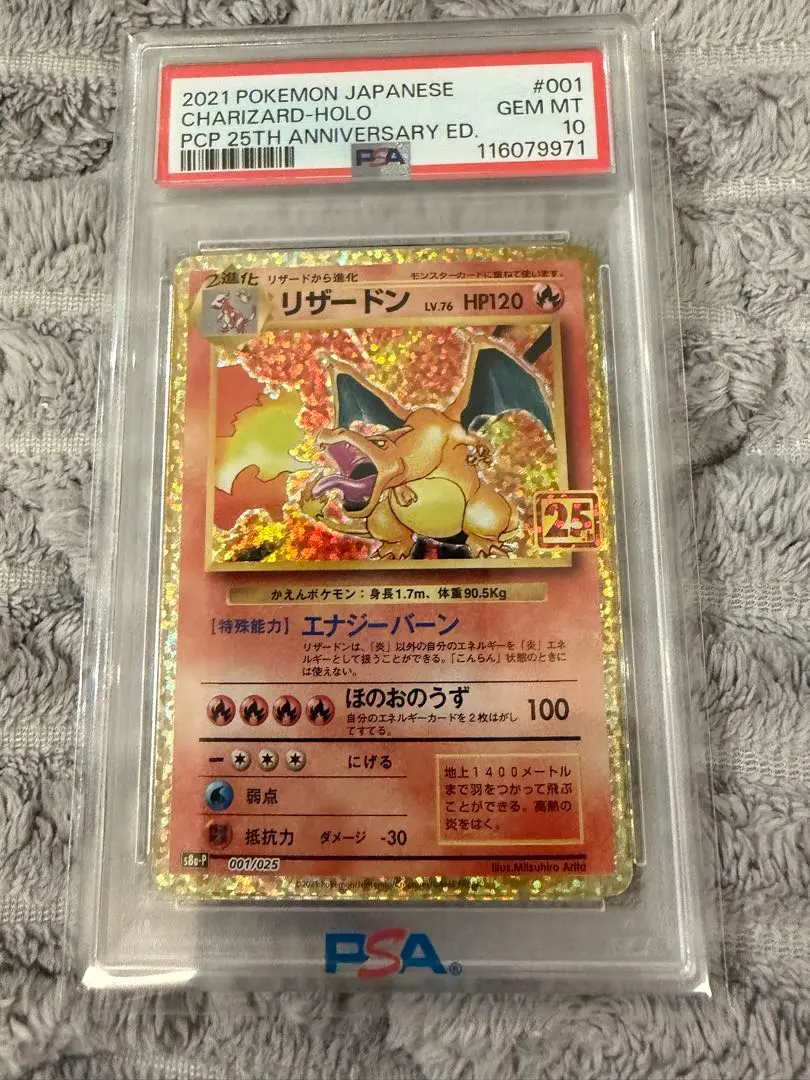 2021 POKEMON JAPANESE #001
CHARIZARD-HOLO GEM MT
PCP 25TH ANNIVERSARY ED. 10
PSA 116079971
2進化 リザードから進化 モンスターカードに重ねて使います。
リザードン LV.76 HP120
25
かえんポケモン:身長1.7m、体重90.5Kg
[特殊能力] エナジーバーン
リザードンは、「炎」以外の自分のエネルギーを「炎」エネ
ルギーとして扱うことができる。「こんらん」状態のときに
は使えない。
ほのおのうず 100
自分のエネルギーカードを2枚はがし
てすてる。
にげる
弱点
抵抗力 ダメージ -30
地上1400メートル
まで羽をつかって飛ぶ
ことができる。高熱の
炎をはく。
s8a-P 001/025 Illus.Mitsuhiro Arita
©2021 Pokémon/Nintendo/Creatures/GAME FREAK
PSA®